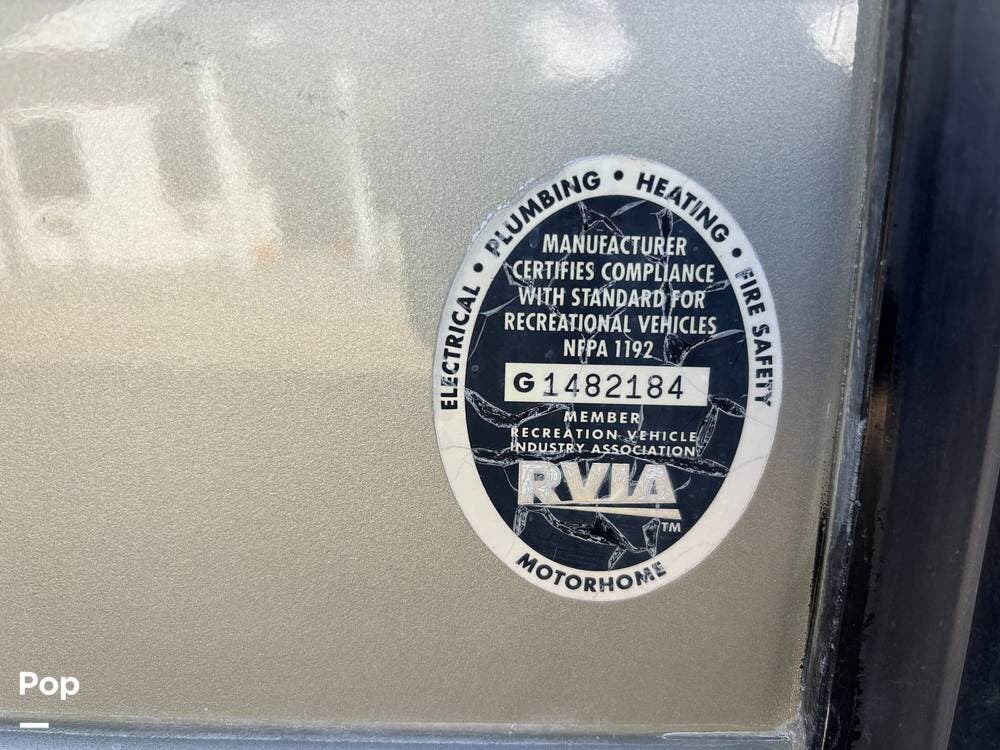 ELECTRICAL • PLUMBING • HEATING • FIRE SAFETY
MANUFACTURER
CERTIFIES COMPLIANCE
WITH STANDARD FOR
RECREATIONAL VEHICLES
NFPA 1192
G 1482184
MEMBER
RECREATION VEHICLE
INDUSTRY ASSOCIATION
RVIA
TM
MOTORHOME
Pop